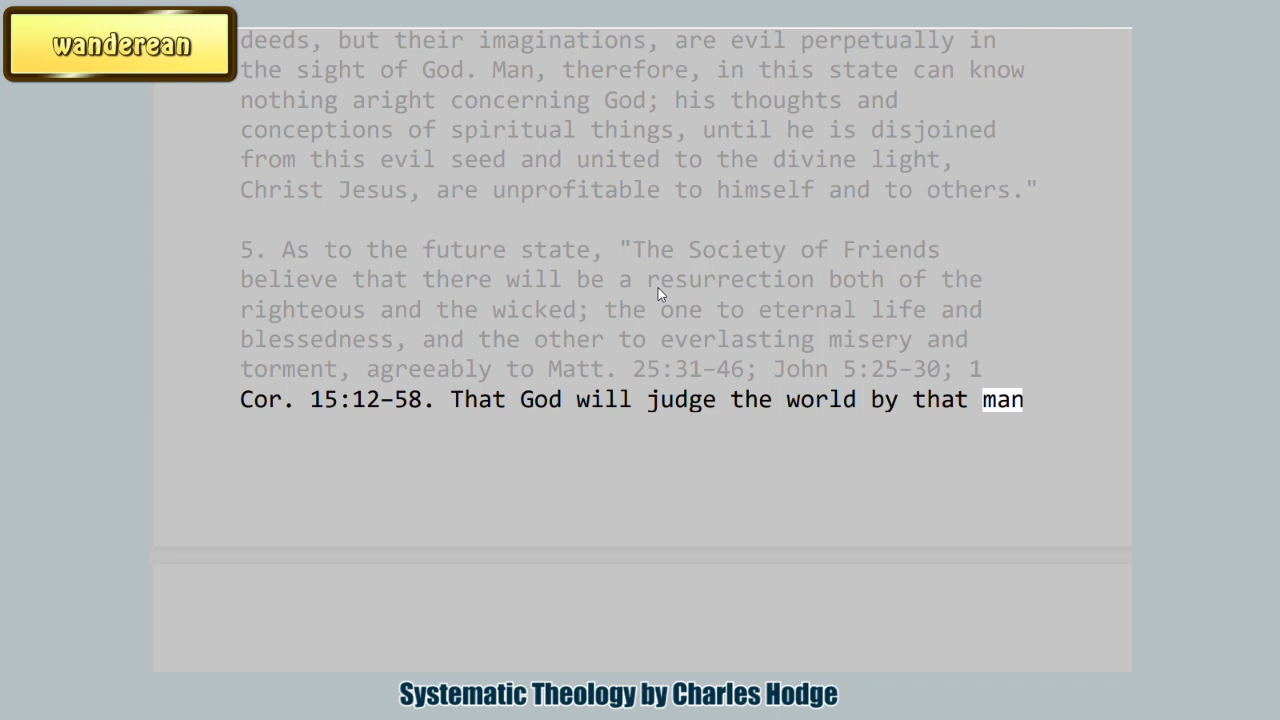 wanderean
deeds, but their imaginations, are evil perpetually in
the sight of God. Man, therefore, in this state can know
nothing aright concerning God; his thoughts and
conceptions of spiritual things, until he is disjoined
from this evil seed and united to the divine light,
Christ Jesus, are unprofitable to himself and to others."
5. As to the future state, "The Society of Friends
believe that there will be a resurrection both of the
righteous and the wicked; the one to eternal life and
blessedness, and the other to everlasting misery and
torment, agreeably to Matt. 25:31–46; John 5:25–30; 1
Cor. 15:12–58. That God will judge the world by that man
Systematic Theology by Charles Hodge